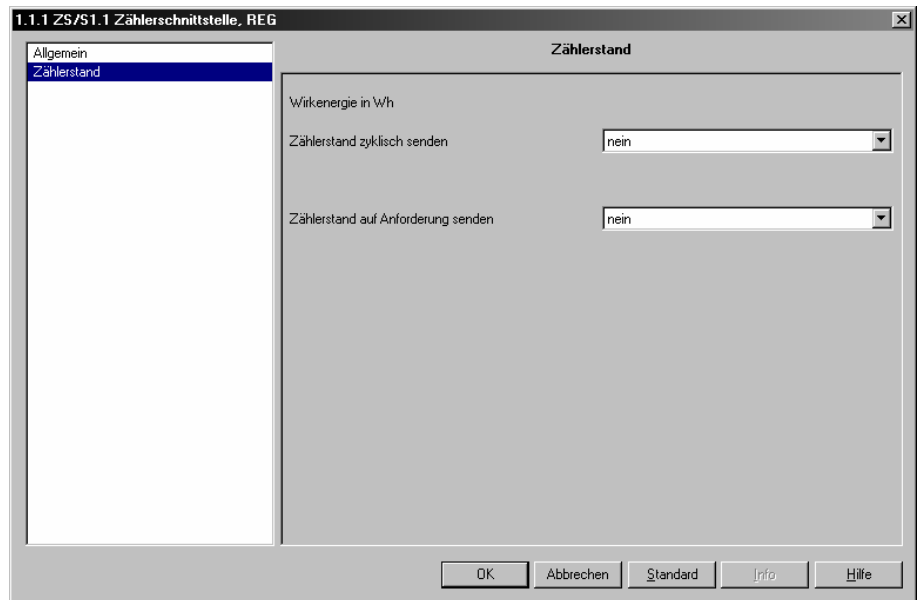 1.1.1 ZS/S1.1 Zählerschnittstelle, REG
Allgemein
Zählerstand
Zählerstand
Wirkenergie in Wh
Zählerstand zyklisch senden
nein
Zählerstand auf Anforderung senden
nein
OK
Abbrechen
Standard
Info
Hilfe